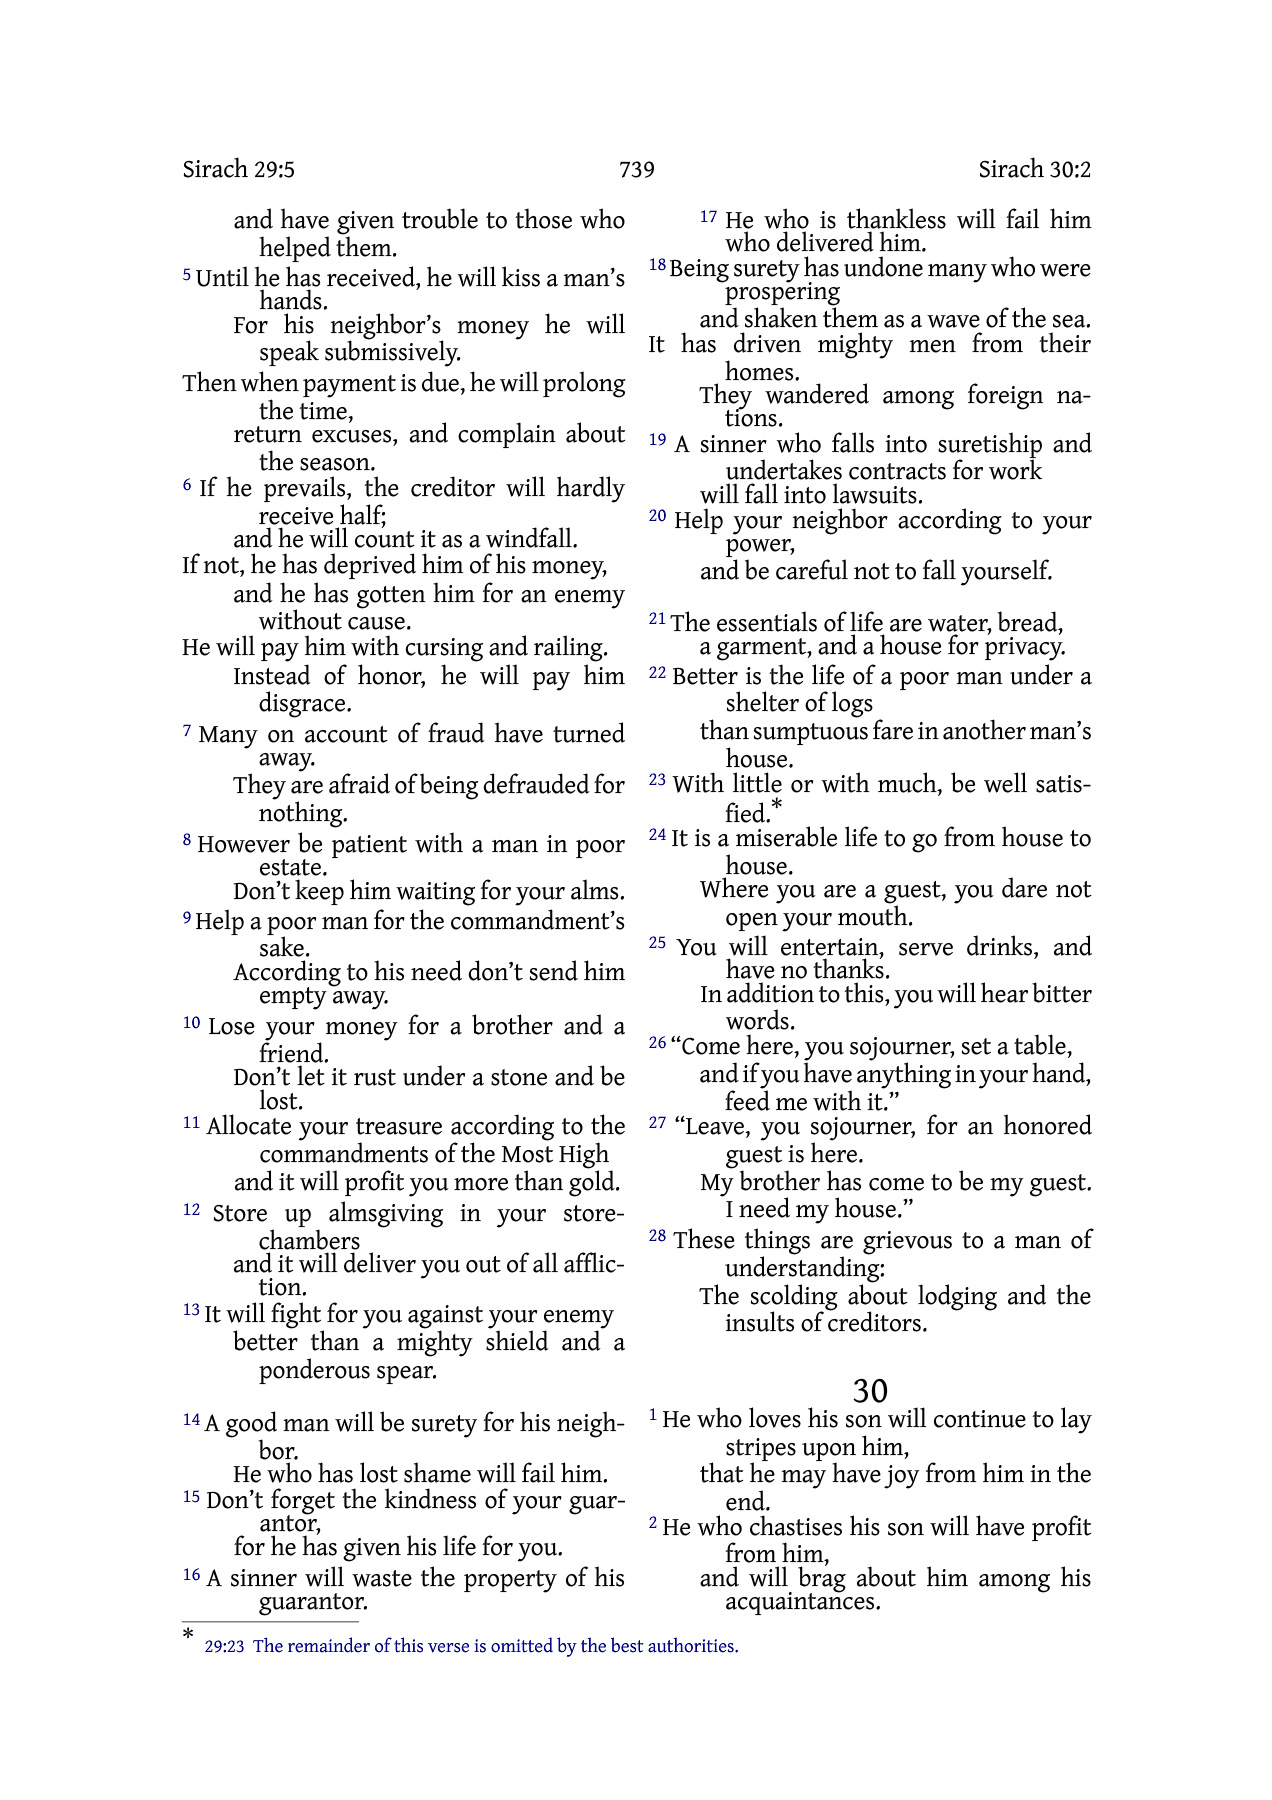 Sirach 29:5 739 Sirach 30:2
and have given trouble to those who
helped them.
5 Until he has received, he will kiss a man’s
hands.
For his neighbor’s money he will
speak submissively.
Then when payment is due, he will prolong
the time,
return excuses, and complain about
the season.
6 If he prevails, the creditor will hardly
receive half;
and he will count it as a windfall.
If not, he has deprived him of his money,
and he has gotten him for an enemy
without cause.
He will pay him with cursing and railing.
Instead of honor, he will pay him
disgrace.
7 Many on account of fraud have turned
away.
They are afraid of being defrauded for
nothing.
8 However be patient with a man in poor
estate.
Don’t keep him waiting for your alms.
9 Help a poor man for the commandment’s
sake.
According to his need don’t send him
empty away.
10 Lose your money for a brother and a
friend.
Don’t let it rust under a stone and be
lost.
11 Allocate your treasure according to the
commandments of the Most High
and it will profit you more than gold.
12 Store up almsgiving in your store-
chambers
and it will deliver you out of all afflic-
tion.
13 It will fight for you against your enemy
better than a mighty shield and a
ponderous spear.
14 A good man will be surety for his neigh-
bor.
He who has lost shame will fail him.
15 Don’t forget the kindness of your guar-
antor,
for he has given his life for you.
16 A sinner will waste the property of his
guarantor.
17 He who is thankless will fail him
who delivered him.
18 Being surety has undone many who were
prospering
and shaken them as a wave of the sea.
It has driven mighty men from their
homes.
They wandered among foreign na-
tions.
19 A sinner who falls into suretiship and
undertakes contracts for work
will fall into lawsuits.
20 Help your neighbor according to your
power,
and be careful not to fall yourself.
21 The essentials of life are water, bread,
a garment, and a house for privacy.
22 Better is the life of a poor man under a
shelter of logs
than sumptuous fare in another man’s
house.
23 With little or with much, be well satis-
fied.*
24 It is a miserable life to go from house to
house.
Where you are a guest, you dare not
open your mouth.
25 You will entertain, serve drinks, and
have no thanks.
In addition to this, you will hear bitter
words.
26 “Come here, you sojourner, set a table,
and if you have anything in your hand,
feed me with it.”
27 “Leave, you sojourner, for an honored
guest is here.
My brother has come to be my guest.
I need my house.”
28 These things are grievous to a man of
understanding:
The scolding about lodging and the
insults of creditors.
30
1 He who loves his son will continue to lay
stripes upon him,
that he may have joy from him in the
end.
2 He who chastises his son will have profit
from him,
and will brag about him among his
acquaintances.
* 29:23 The remainder of this verse is omitted by the best authorities.